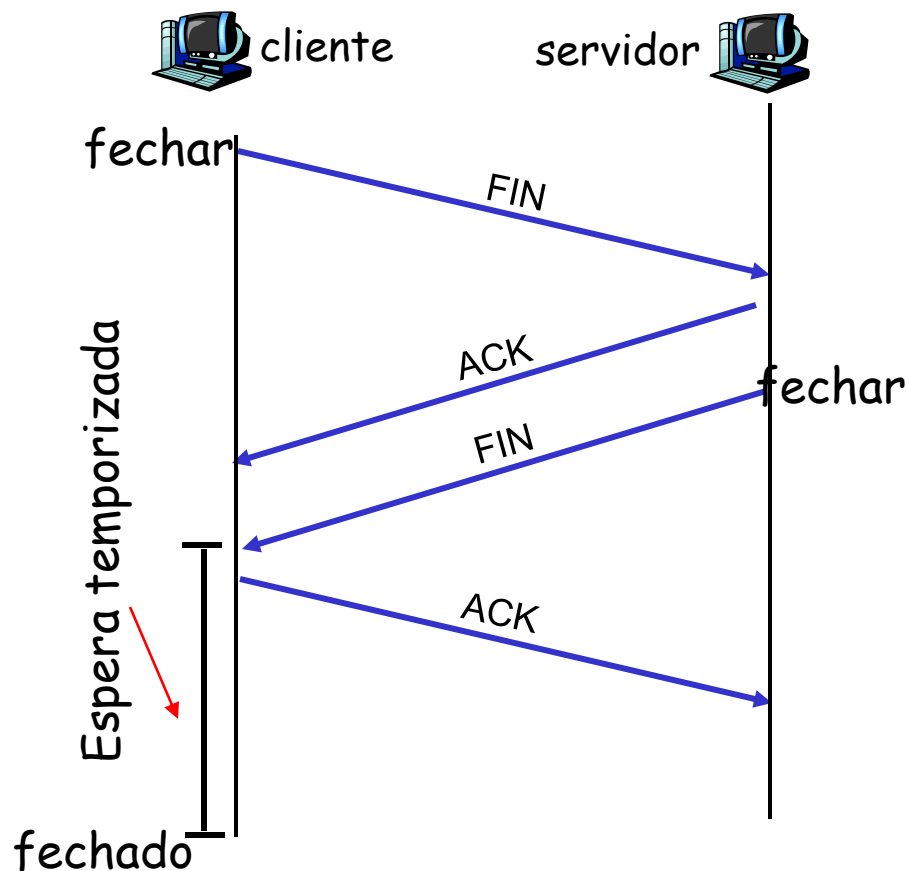 cliente
servidor
fechar
FIN
ACK
fechar
FIN
Espera temporizada
ACK
fechado